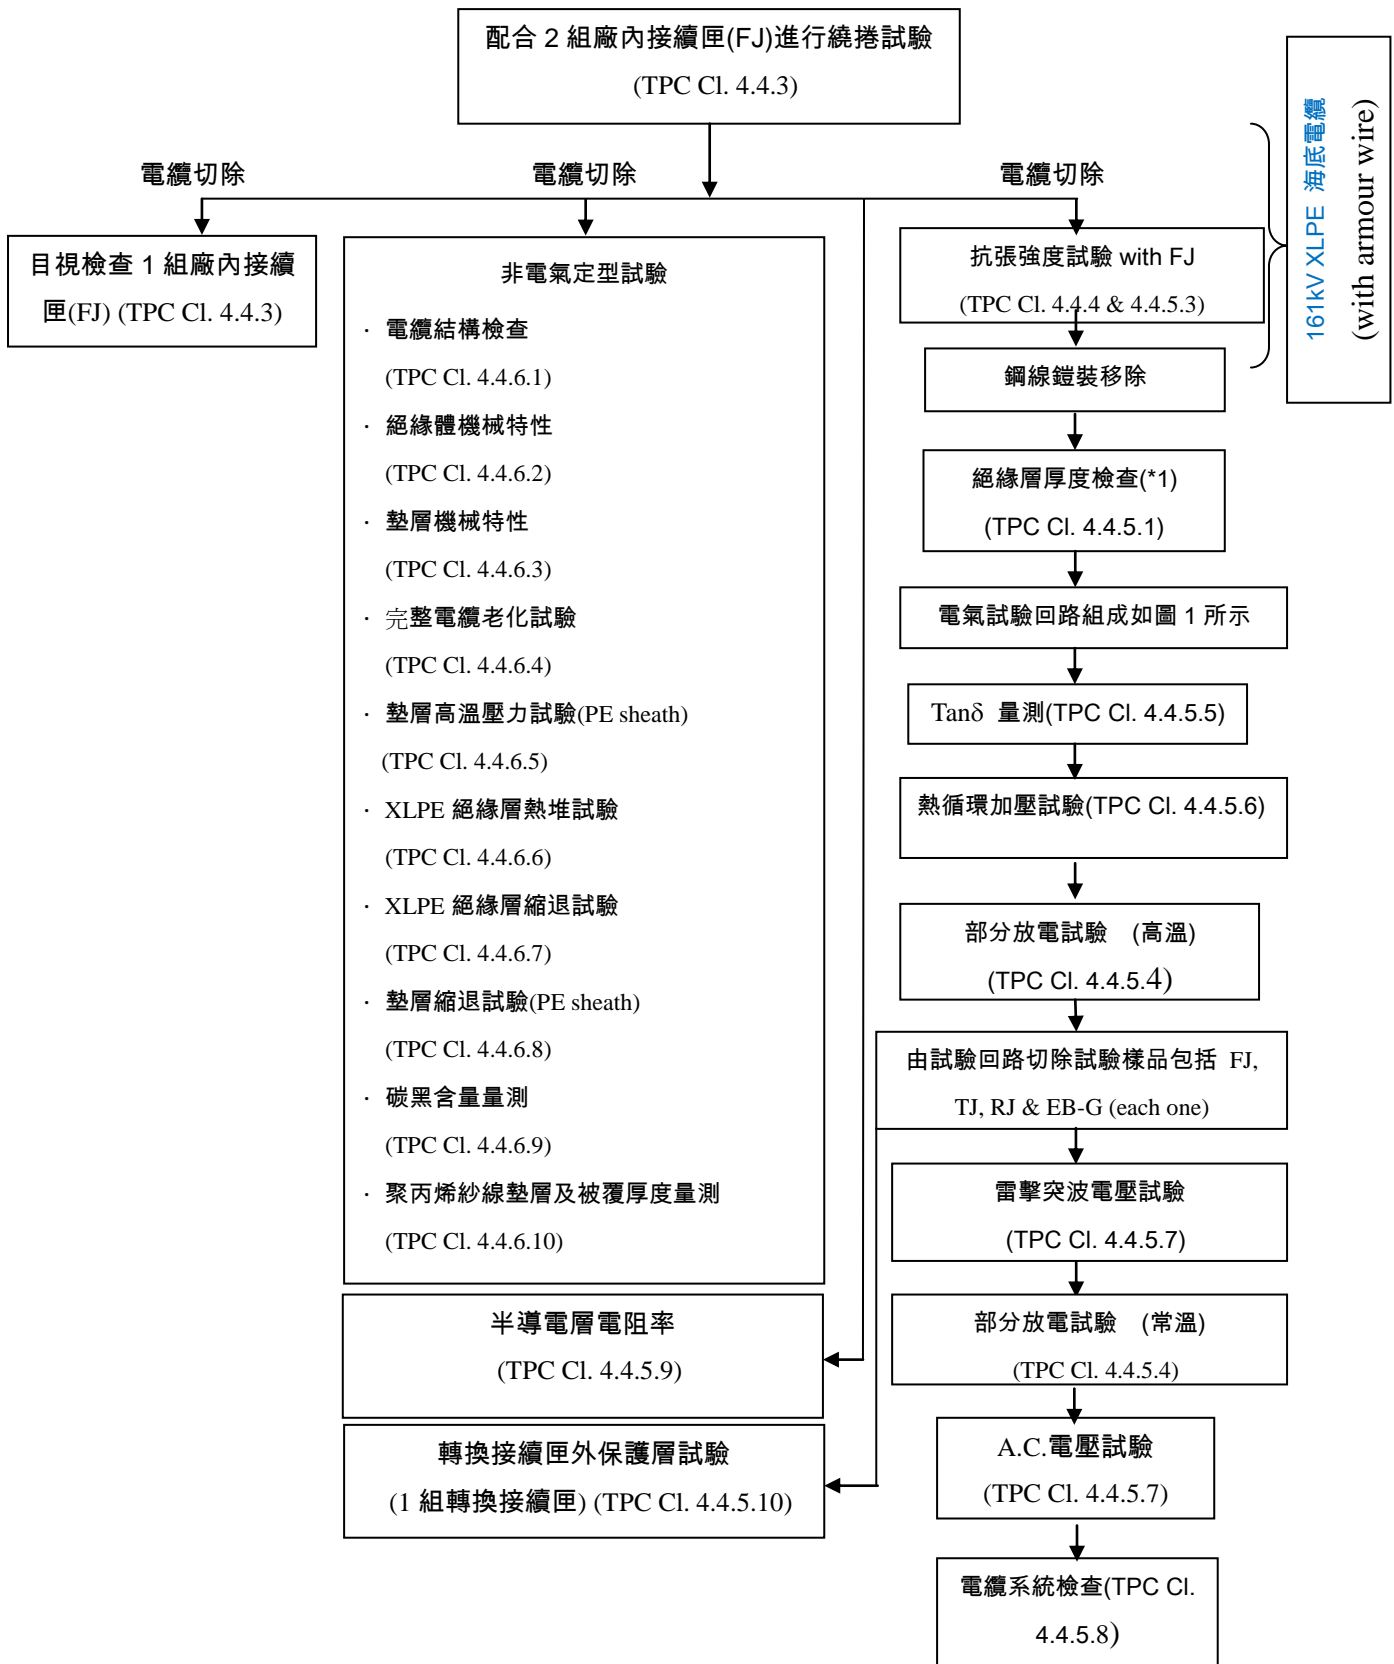 配合 2 組廠內接續匣(FJ)進行繞捲試驗
(TPC Cl. 4.4.3)
161kV XLPE 海底電纜
(with armour wire)
電纜切除
電纜切除
電纜切除
目視檢查 1 組廠內接續
匣(FJ) (TPC Cl. 4.4.3)
非電氣定型試驗
· 電纜結構檢查
(TPC Cl. 4.4.6.1)
· 絕緣體機械特性
(TPC Cl. 4.4.6.2)
· 墊層機械特性
(TPC Cl. 4.4.6.3)
· 完整電纜老化試驗
(TPC Cl. 4.4.6.4)
· 墊層高溫壓力試驗(PE sheath)
(TPC Cl. 4.4.6.5)
· XLPE 絕緣層熱堆試驗
(TPC Cl. 4.4.6.6)
· XLPE 絕緣層縮退試驗
(TPC Cl. 4.4.6.7)
· 墊層縮退試驗(PE sheath)
(TPC Cl. 4.4.6.8)
· 碳黑含量量測
(TPC Cl. 4.4.6.9)
· 聚丙烯紗線墊層及被覆厚度量測
(TPC Cl. 4.4.6.10)
半導電層電阻率
(TPC Cl. 4.4.5.9)
轉換接續匣外保護層試驗
(1 組轉換接續匣) (TPC Cl. 4.4.5.10)
抗張強度試驗 with FJ
(TPC Cl. 4.4.4 & 4.4.5.3)
鋼線鎧裝移除
絕緣層厚度檢查(*1)
(TPC Cl. 4.4.5.1)
電氣試驗回路組成如圖 1 所示
Tanδ 量測(TPC Cl. 4.4.5.5)
熱循環加壓試驗(TPC Cl. 4.4.5.6)
部分放電試驗 (高溫)
(TPC Cl. 4.4.5.4)
由試驗回路切除試驗樣品包括 FJ,
TJ, RJ & EB-G (each one)
雷擊突波電壓試驗
(TPC Cl. 4.4.5.7)
部分放電試驗 (常溫)
(TPC Cl. 4.4.5.4)
A.C.電壓試驗
(TPC Cl. 4.4.5.7)
電纜系統檢查(TPC Cl.
4.4.5.8)